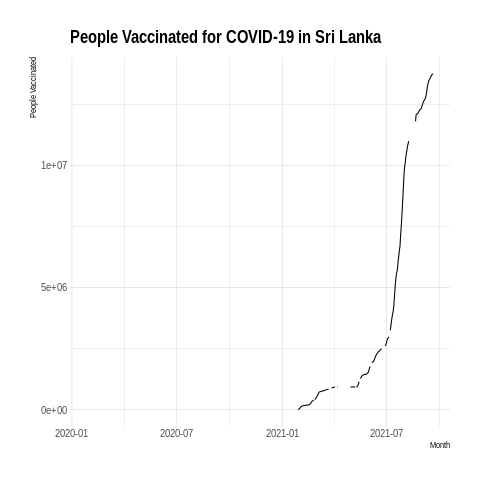 People Vaccinated for COVID-19 in Sri Lanka
People Vaccinated
1e+07
5e+06
0e+00
2020-01 2020-07 2021-01 2021-07
Month